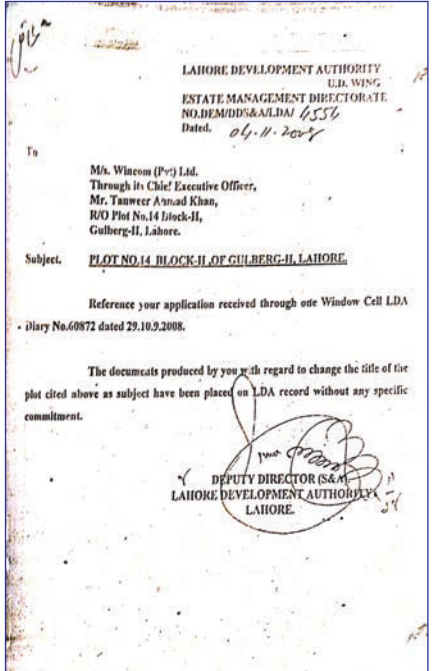 LAHORE DEVELOPMENT AUTHORITY
U.D. WING
ESTATE MANAGEMENT DIRECTORATE
NO.DEM/DDS&A/LDA/ 4554
Dated. 04.11.2008
To
M/s. Wincom (Pvt) Ltd.
Through its Chief Executive Officer,
Mr. Tanweer Ahmad Khan,
R/O Plot No.14 Block-II,
Gulberg-II, Lahore.
Subject. PLOT NO.14 BLOCK-II ,OF GULBERG-II, LAHORE.
Reference your application received through one Window Cell LDA
Diary No.60872 dated 29.10.9.2008.
The documents produced by you with regard to change the title of the
plot cited above as subject have been placed on LDA record without any specific
commitment.
DEPUTY DIRECTOR (S&A)
LAHORE DEVELOPMENT AUTHORITY
LAHORE.